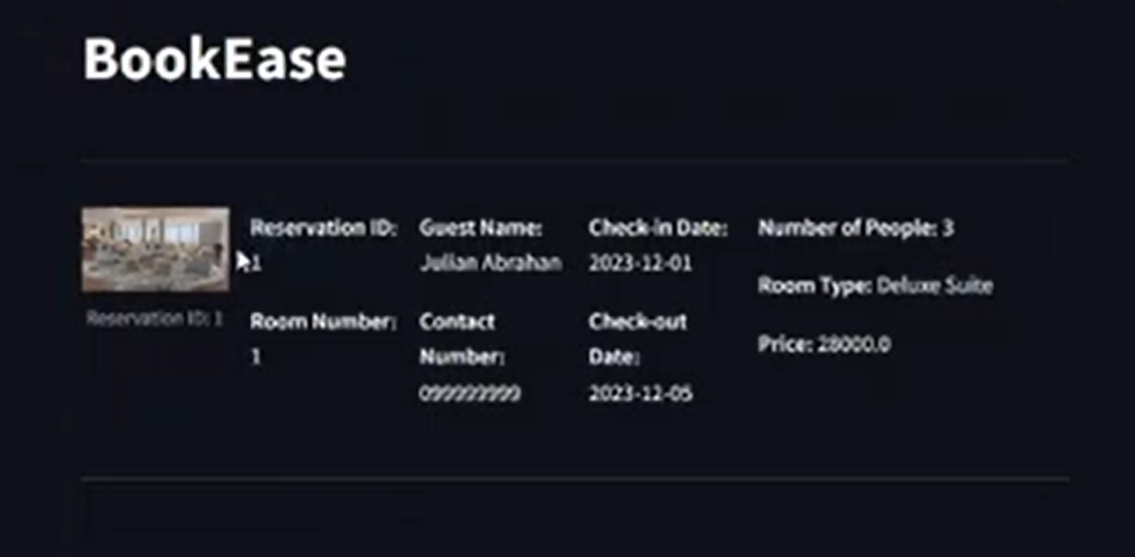 BookEase
Reservation ID: 1
Reservation ID:
1
Room Number:
1
Guest Name:
Julian Abrahan
Contact
Number:
Check-in Date:
2023-12-01
Check-out
Date:
2023-12-05
Number of People: 3
Room Type: Deluxe Suite
Price: 28000.0